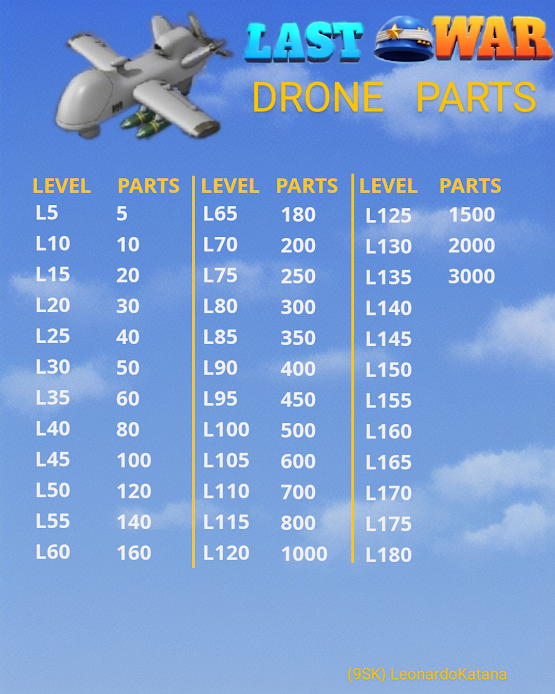 LAST WAR
DRONE PARTS
LEVEL PARTS
L5 5
L10 10
L15 20
L20 30
L25 40
L30 50
L35 60
L40 80
L45 100
L50 120
L55 140
L60 160
LEVEL PARTS
L65 180
L70 200
L75 250
L80 300
L85 350
L90 400
L95 450
L100 500
L105 600
L110 700
L115 800
L120 1000
LEVEL PARTS
L125 1500
L130 2000
L135 3000
L140
L145
L150
L155
L160
L165
L170
L175
L180
(9SK) LeonardoKatana